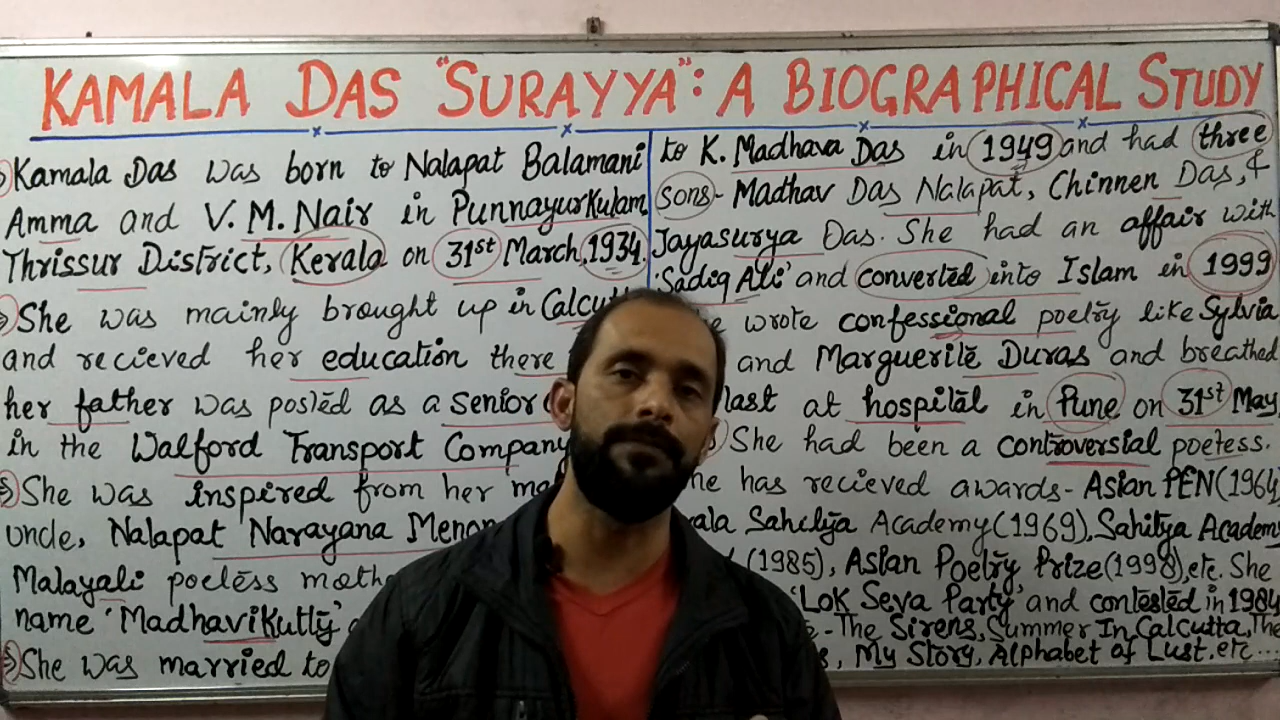 KAMALA DAS "SURAYYA": A BIOGRAPHICAL STUDY
Kamala Das was born to Nalapat Balamani
Amma and V. M. Nair in Punnayurkulam
Thrissur District, Kerala on 31st March, 1934.
She was mainly brought up in
and recieved her education there
her father was posted as a senior
in the Walford Transport Company
She was inspired from her
uncle, Nalapat Narayana Menon
Malayali poetess
name 'Madhavikutty'
She was married to
to K. Madhava Das in 1949 and had three
sons- Madhav Das Nalapat, Chinnen Das, &
Jayasurya Das. She had an affair with
'Sadiq Ali' and converted into Islam in 1999
wrote confessional poetry like Sylvia
and Marguerite Duras and breathed
last at hospital in Pune on 31st May
She had been a controversial poetess.
has recieved awards- Asian PEN (1964
Sahitya Academy (1969), Sahitya Academ
(1985), Asian Poetry Prize (1998), etc. She
'Lok Seva Party' and contested in 1984
-The Sirens, Summer In Calcutta, The
, My Story, Alphabet of Lust, etc...